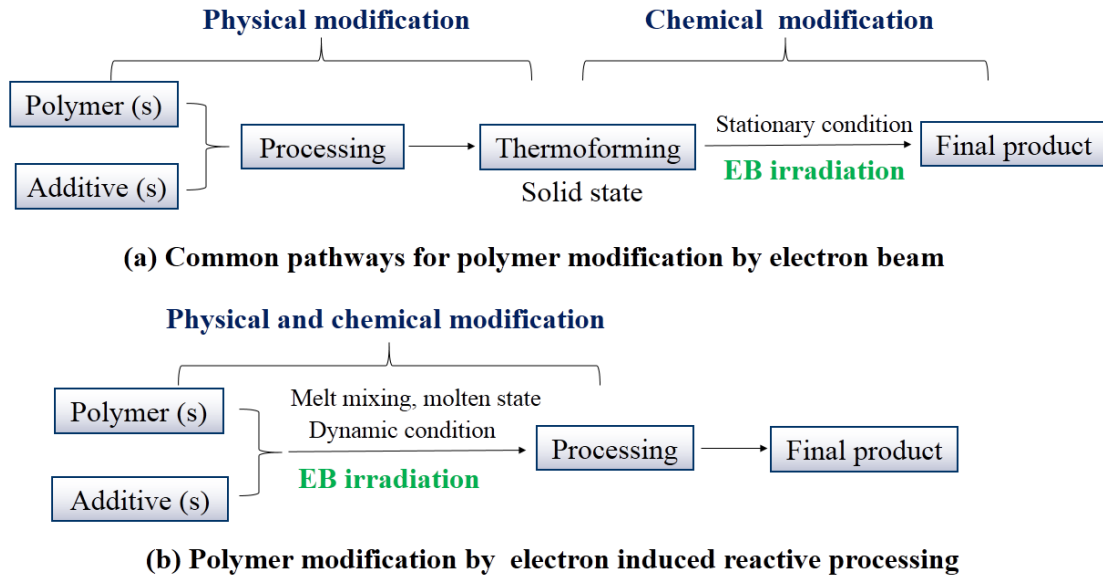 Physical modification
Chemical modification
Polymer (s)
Additive (s)
Processing
Thermoforming
Solid state
Stationary condition
EB irradiation
Final product
(a) Common pathways for polymer modification by electron beam
Physical and chemical modification
Polymer (s)
Additive (s)
Melt mixing, molten state
Dynamic condition
EB irradiation
Processing
Final product
(b) Polymer modification by electron induced reactive processing